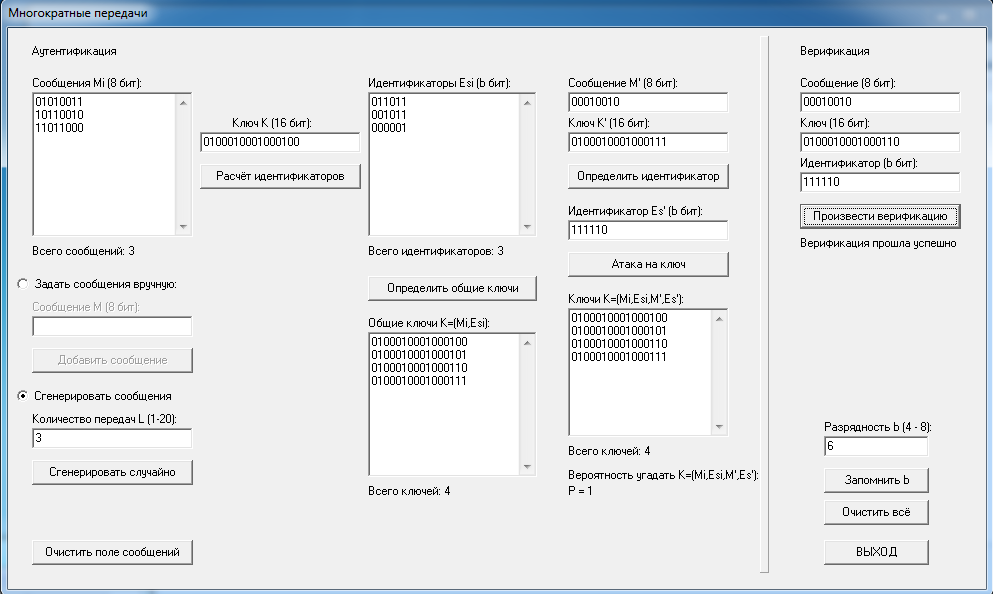 Многократные передачи
Аутентификация
Сообщения Mi (8 бит):
01010011
10110010
11011000
Всего сообщений: 3
Ключ K (16 бит):
0100010001000100
Расчёт идентификаторов
Задать сообщения вручную:
Сообщение M (8 бит):
Добавить сообщение
Сгенерировать сообщения
Количество передач L (1-20):
3
Сгенерировать случайно
Очистить поле сообщений
Идентификаторы Esi (b бит):
011011
001011
000001
Всего идентификаторов: 3
Определить общие ключи
Общие ключи K=(Mi,Esi):
0100010001000100
0100010001000101
0100010001000110
0100010001000111
Всего ключей: 4
Сообщение M' (8 бит):
00010010
Ключ K' (16 бит):
0100010001000111
Определить идентификатор
Идентификатор Es' (b бит):
111110
Атака на ключ
Ключи K=(Mi,Esi,M',Es'):
0100010001000100
0100010001000101
0100010001000110
0100010001000111
Всего ключей: 4
Вероятность угадать K=(Mi,Esi,M',Es'):
P = 1
Верификация
Сообщение (8 бит):
00010010
Ключ (16 бит):
0100010001000110
Идентификатор (b бит):
111110
Произвести верификацию
Верификация прошла успешно
Разрядность b (4 - 8):
6
Запомнить b
Очистить всё
ВЫХОД